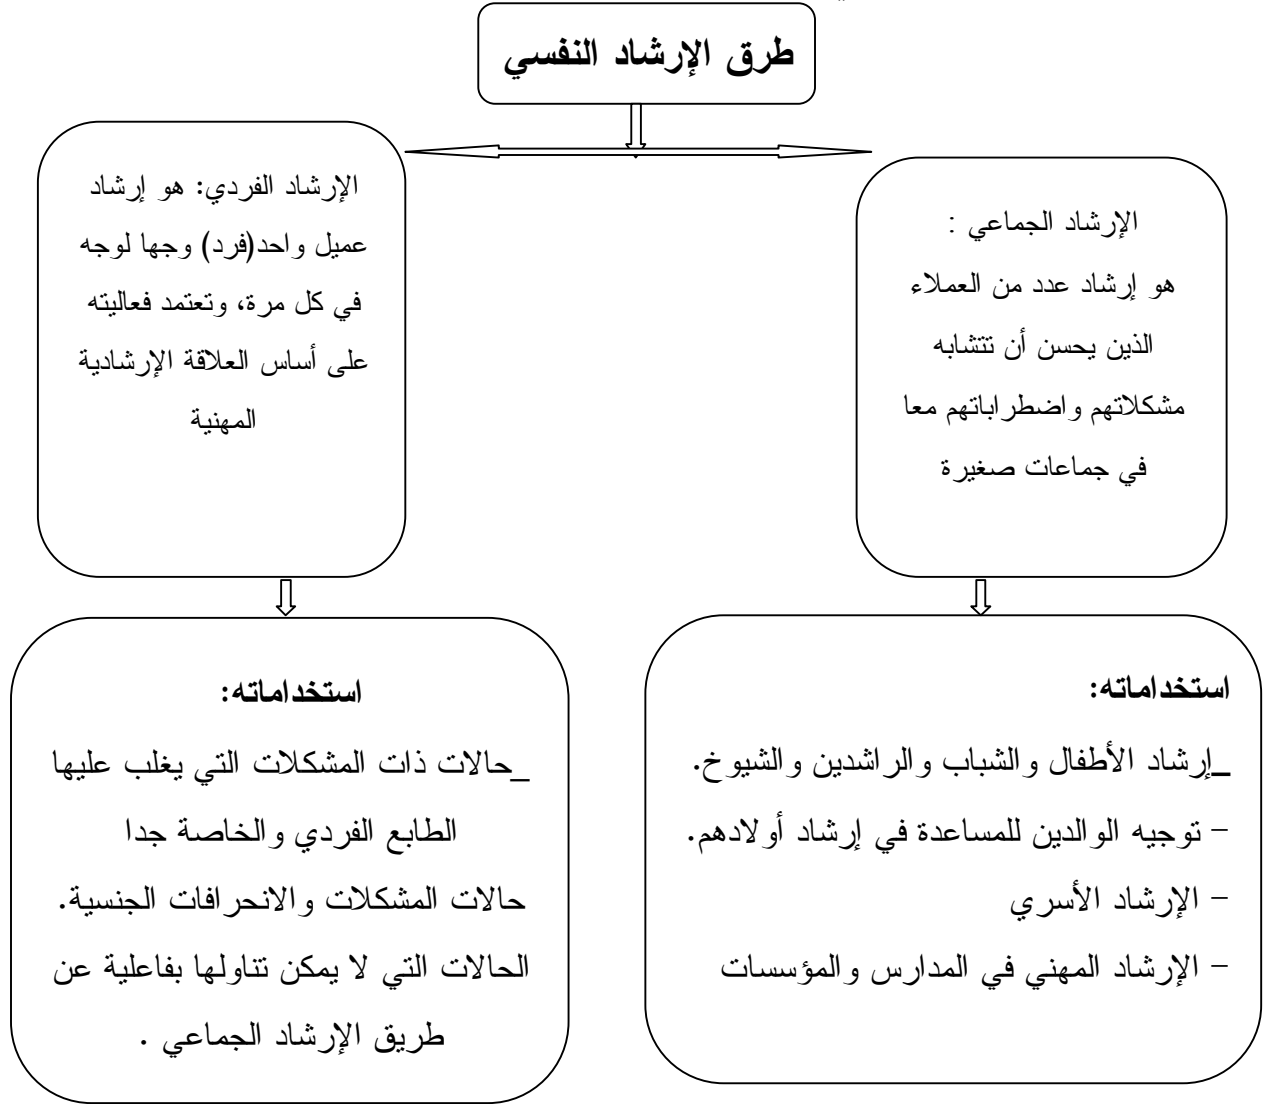 طرق الإرشاد النفسي
الإرشاد الجماعي :
هو إرشاد عدد من العملاء
الذين يحسن أن تتشابه
مشكلاتهم واضطراباتهم معا
في جماعات صغيرة
الإرشاد الفردي: هو إرشاد
عميل واحد(فرد) وجها لوجه
في كل مرة، وتعتمد فعاليته
على أساس العلاقة الإرشادية
المهنية
استخداماته:
_إرشاد الأطفال والشباب والراشدين والشيوخ.
- توجيه الوالدين للمساعدة في إرشاد أولادهم.
- الإرشاد الأسري
- الإرشاد المهني في المدارس والمؤسسات
استخداماته:
_حالات ذات المشكلات التي يغلب عليها
الطابع الفردي والخاصة جدا
حالات المشكلات والانحرافات الجنسية.
الحالات التي لا يمكن تناولها بفاعلية عن
طريق الإرشاد الجماعي .